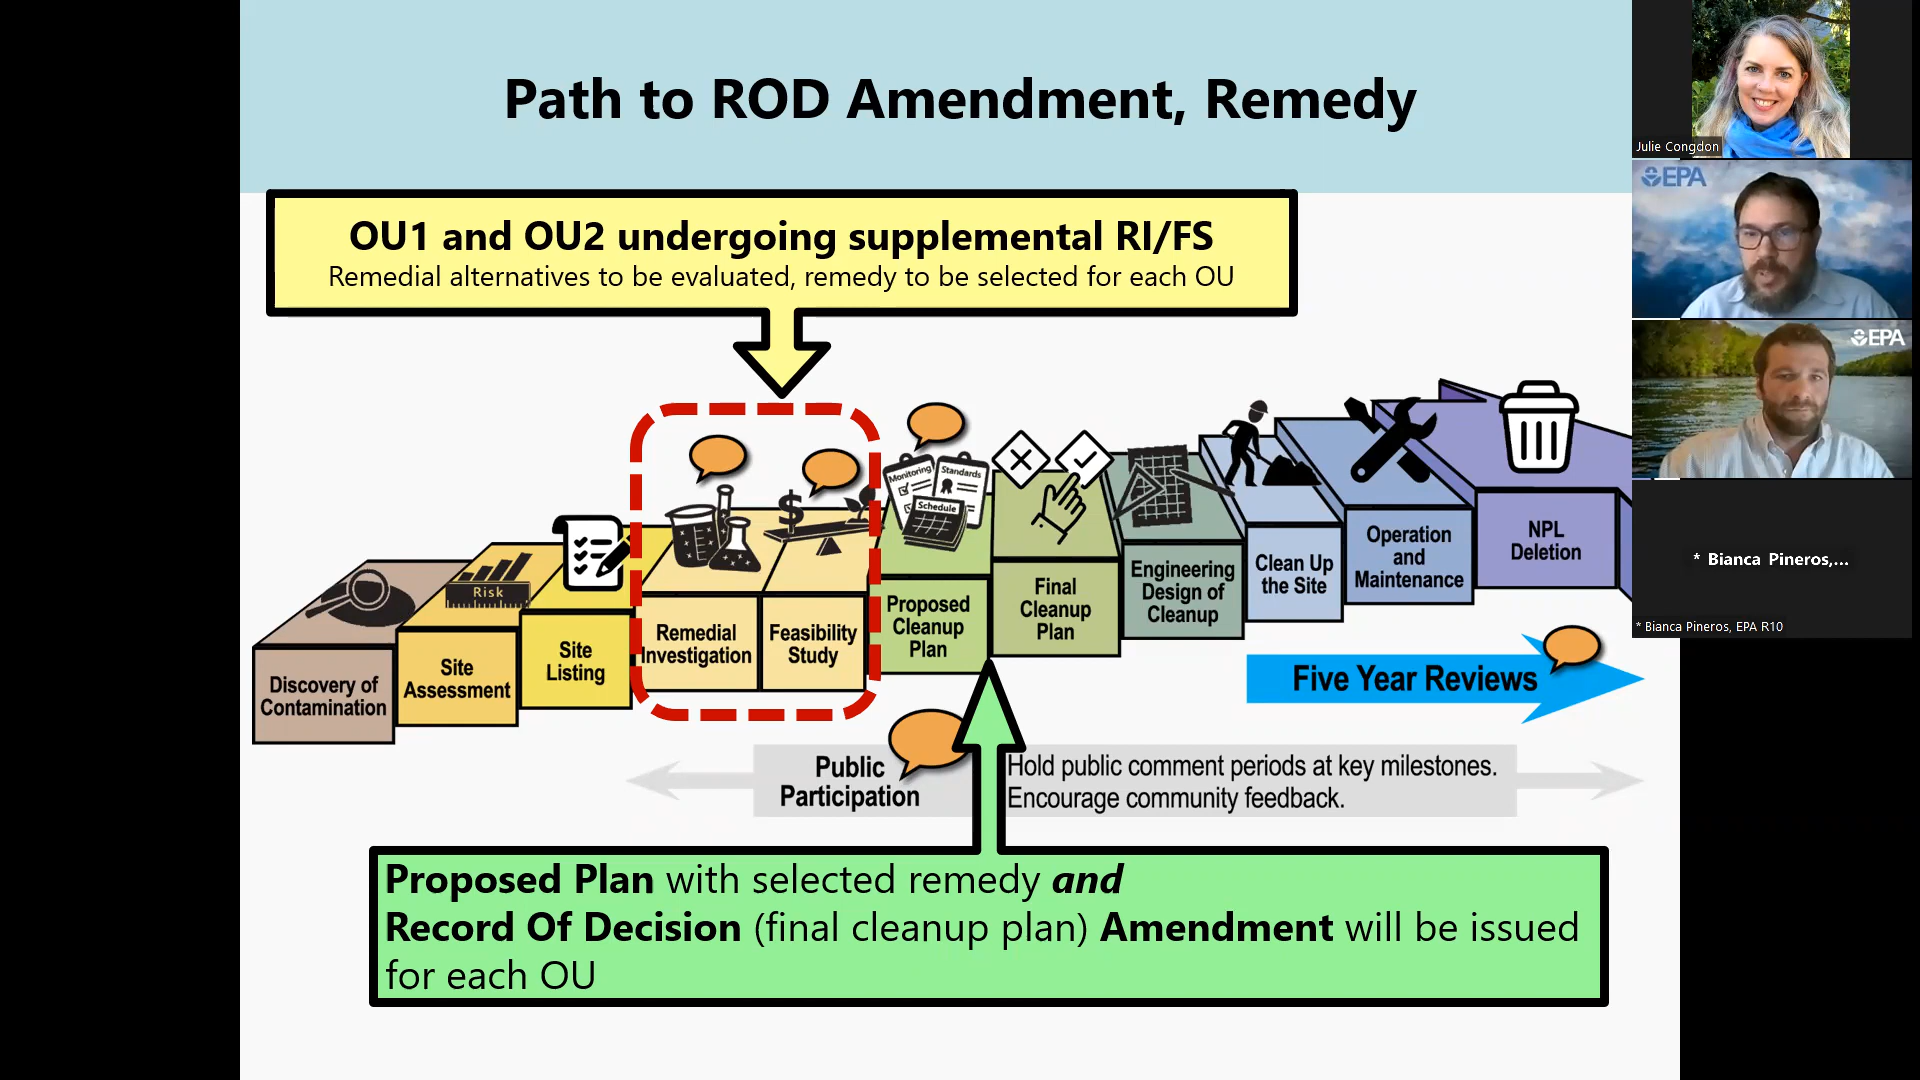 Path to ROD Amendment, Remedy
OU1 and OU2 undergoing supplemental RI/FS
Remedial alternatives to be evaluated, remedy to be selected for each OU
Discovery of
Contamination
Risk
Site
Assessment
Site
Listing
Remedial
Investigation
$
Feasibility
Study
Monitoring
Standards
Schedule
Proposed
Cleanup
Plan
Final
Cleanup
Plan
Engineering
Design of
Cleanup
Clean Up
the Site
Operation
and
Maintenance
NPL
Deletion
Five Year Reviews
Public
Participation
Hold public comment periods at key milestones.
Encourage community feedback.
Proposed Plan with selected remedy and
Record Of Decision (final cleanup plan) Amendment will be issued
for each OU
Julie Congdon
EPA
EPA
* Bianca Pineros,...
* Bianca Pineros, EPA R10